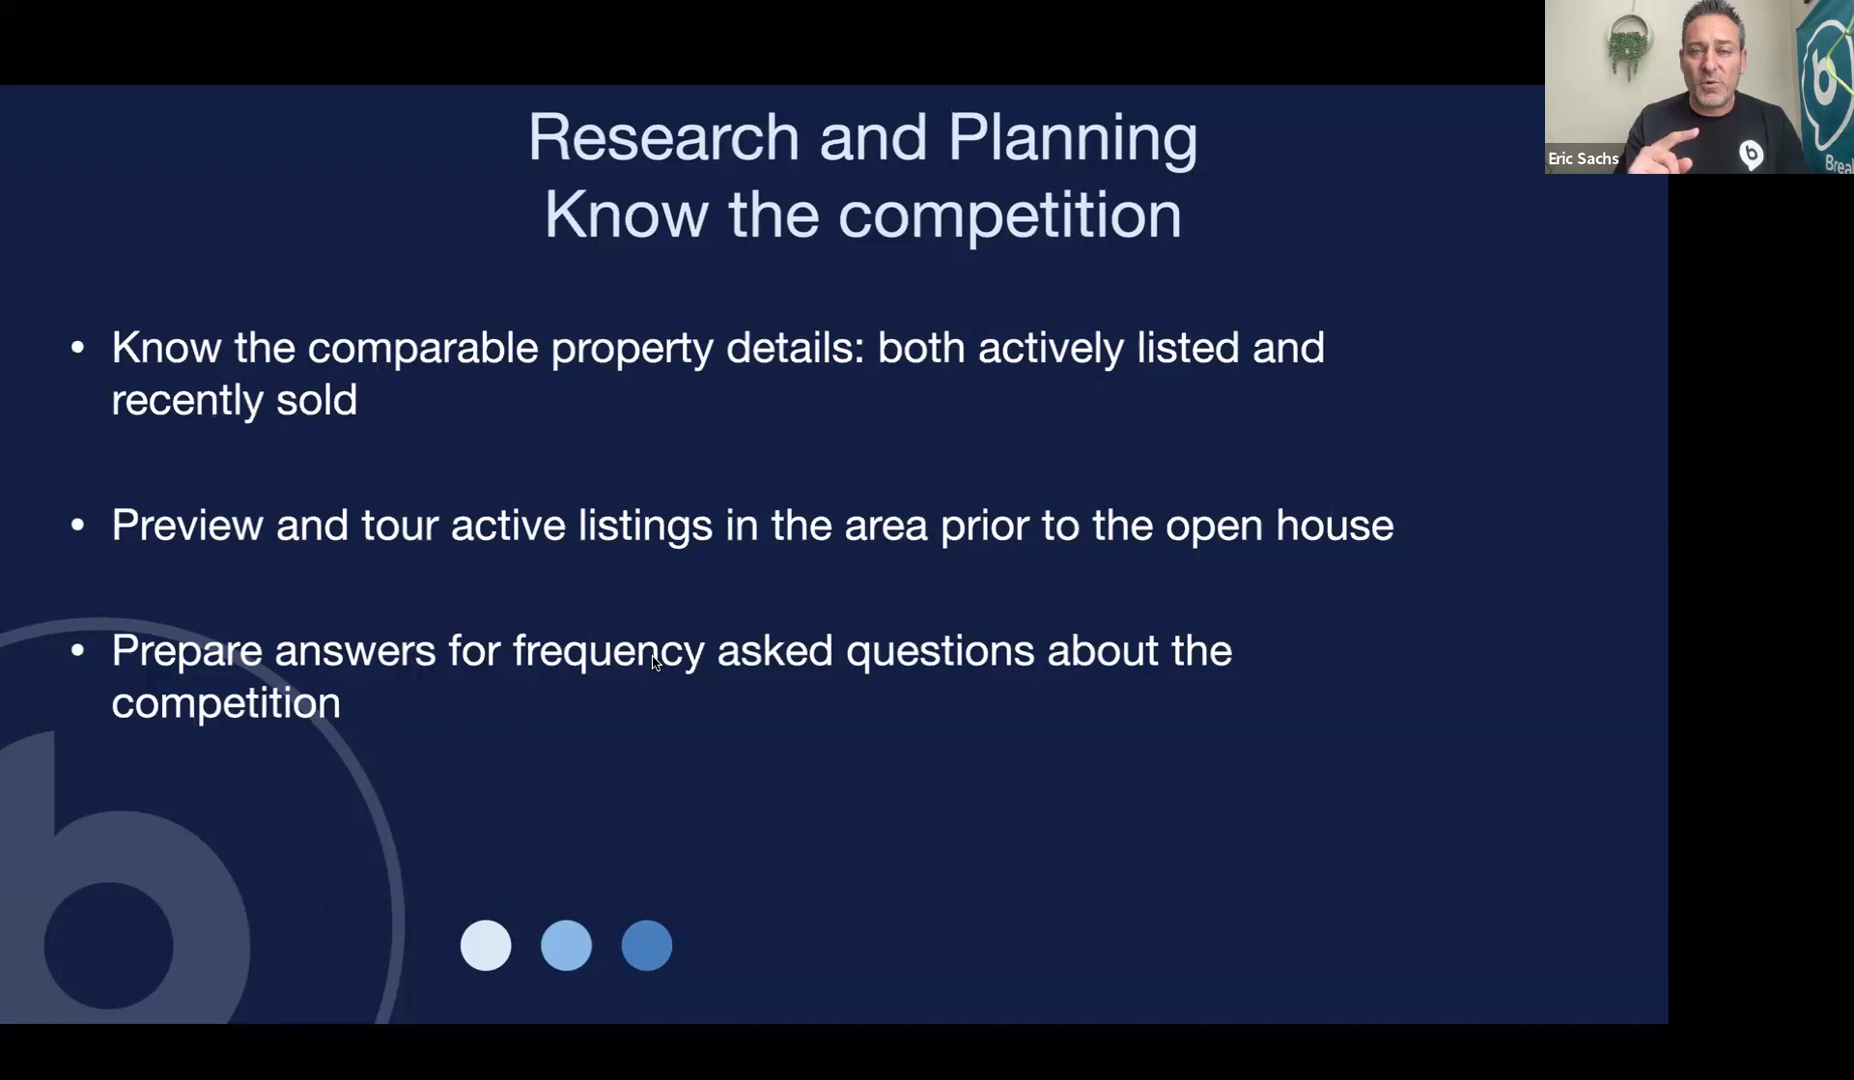 Research and Planning
Know the competition
• Know the comparable property details: both actively listed and
recently sold
• Preview and tour active listings in the area prior to the open house
• Prepare answers for frequency asked questions about the
competition
Eric Sachs
b
b
b